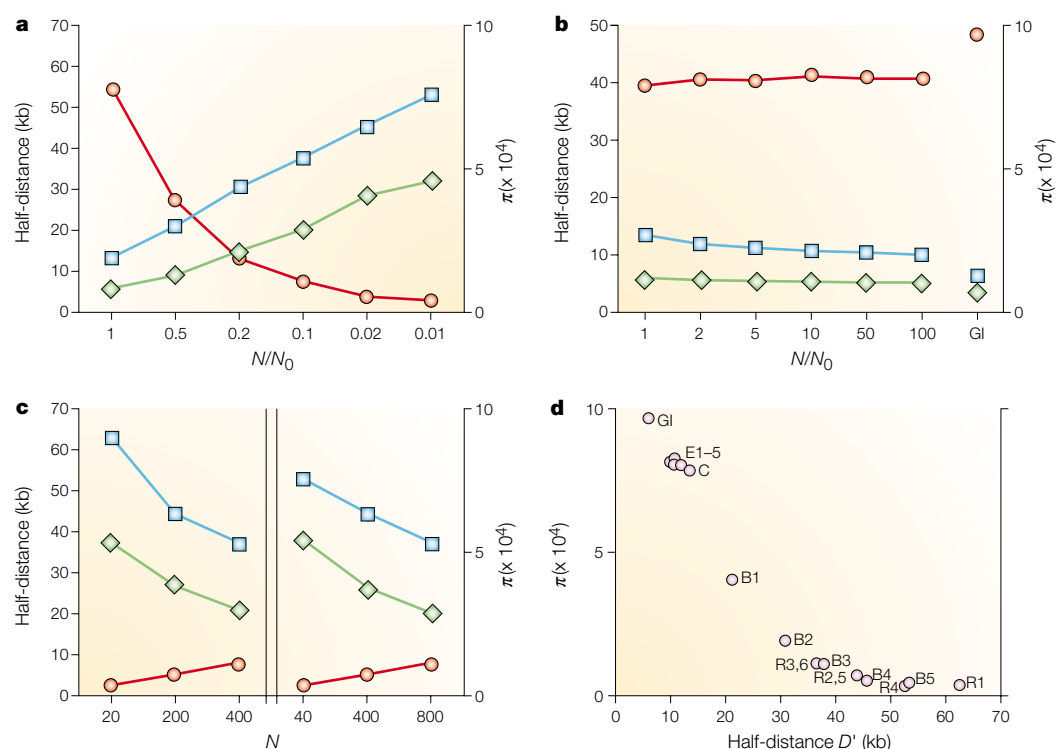 a
70
60
50
40
30
20
10
0
Half-distance (kb)
10
5
0
π(x 10⁴)
1 0.5 0.2 0.1 0.02 0.01
N/N₀
b
50
40
30
20
10
0
Half-distance (kb)
10
5
0
π(x 10⁴)
1 2 5 10 50 100 GI
N/N₀
c
70
60
50
40
30
20
10
0
Half-distance (kb)
10
5
0
π(x 10⁴)
20 200 400 40 400 800
N
d
10
5
0
π(x 10⁴)
GI
E1–5
C
B1
B2
R3,6
B3
R2,5
B4
R4
B5
R1
0 10 20 30 40 50 60 70
Half-distance D' (kb)